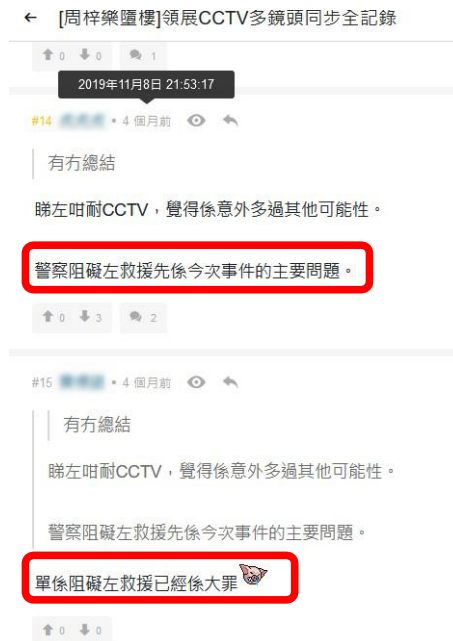 ← [周梓樂墮樓]領展CCTV多鏡頭同步全記錄
0 0 1
2019年11月8日 21:53:17
#14 • 4 個月前
有冇總結
睇左咁耐CCTV，覺得係意外多過其他可能性。
警察阻礙左救援先係今次事件的主要問題。
0 3 2
#15 • 4 個月前
有冇總結
睇左咁耐CCTV，覺得係意外多過其他可能性。
警察阻礙左救援先係今次事件的主要問題。
單係阻礙左救援已經係大罪
0 0